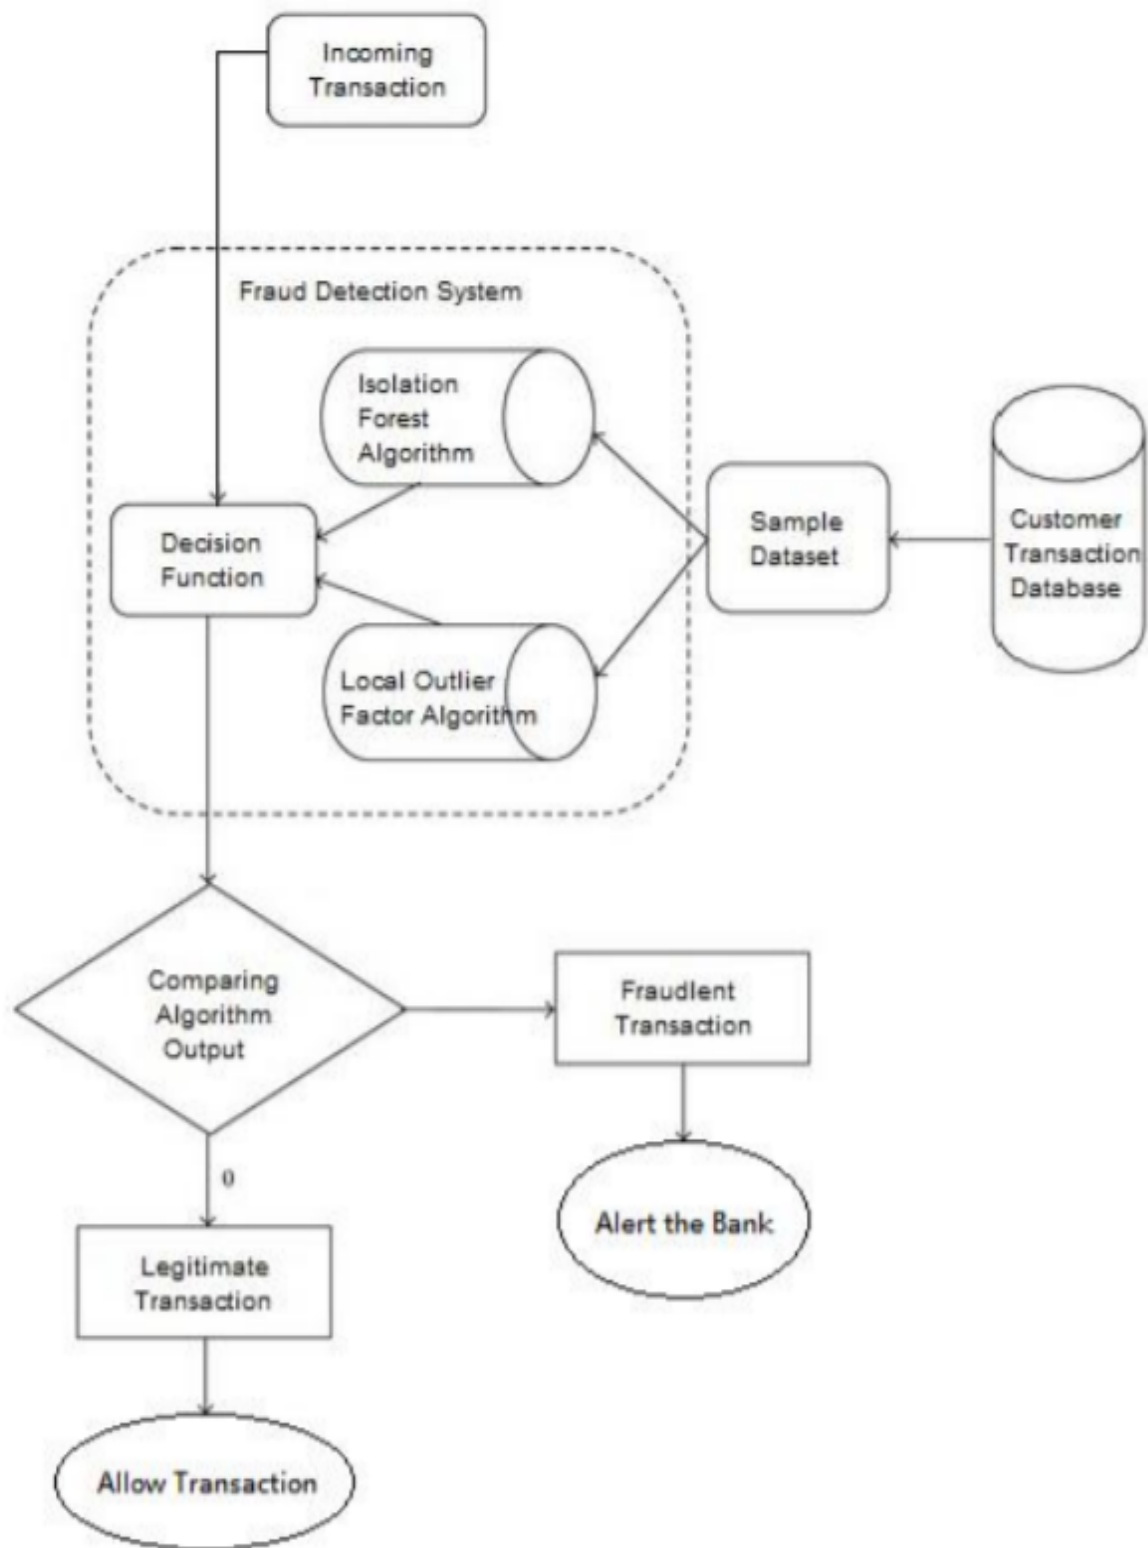 Incoming
Transaction
Fraud Detection System
Isolation
Forest
Algorithm
Decision
Function
Sample
Dataset
Customer
Transaction
Database
Local Outlier
Factor Algorithm
Comparing
Algorithm
Output
Fraudlent
Transaction
0
Alert the Bank
Legitimate
Transaction
Allow Transaction